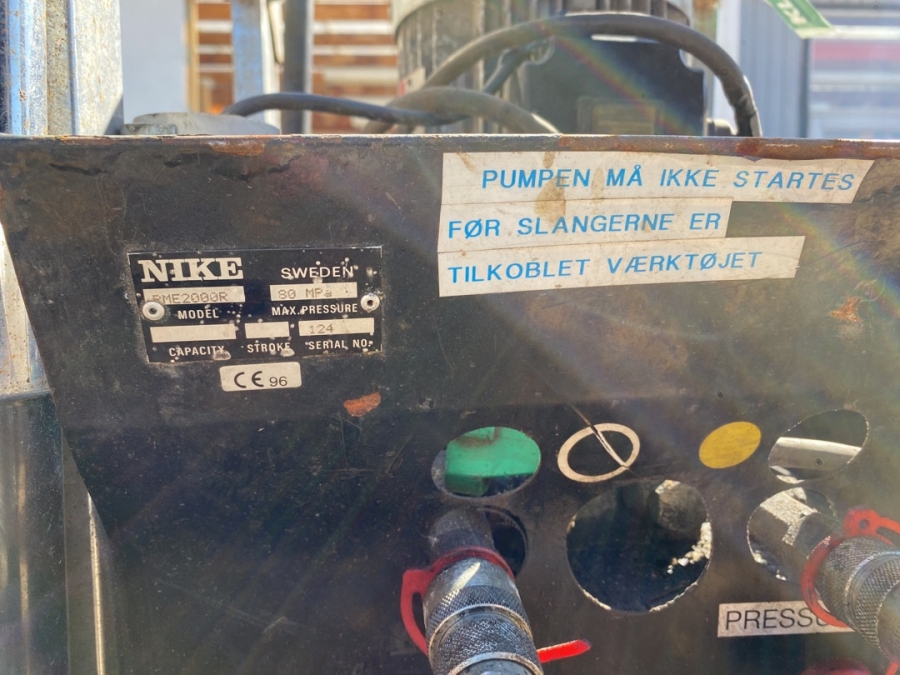 PUMPEN MÅ IKKE STARTES
FØR SLANGERNE ER
TILKOBLET VÆRKTØJET
NIKE SWEDEN
PME2000R 80 MPa
MODEL MAX. PRESSURE
124
CAPACITY STROKE SERIAL NO.
CE 96